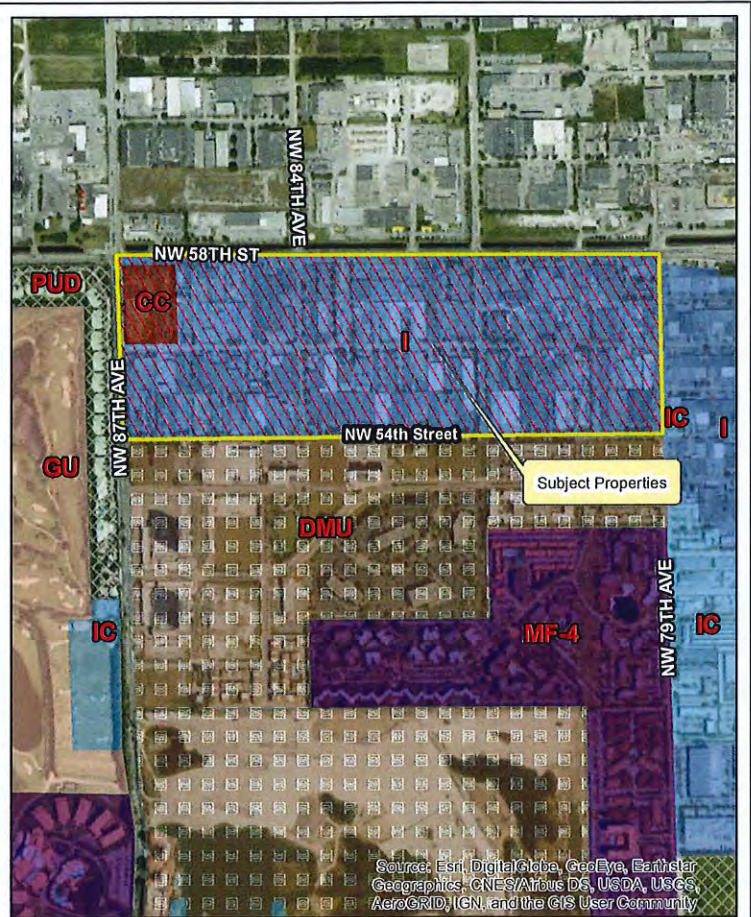 NW 84TH AVE
NW 58TH ST
PUD
CC
I
NW 87TH AVE
NW 54th Street
IC
I
GU
Subject Properties
DMU
IC
MF-4
NW 79TH AVE
IC
Source: Esri, DigitalGlobe, GeoEye, Earthstar
Geographics, CNES/Airbus DS, USDA, USGS,
AeroGRID, IGN, and the GIS User Community